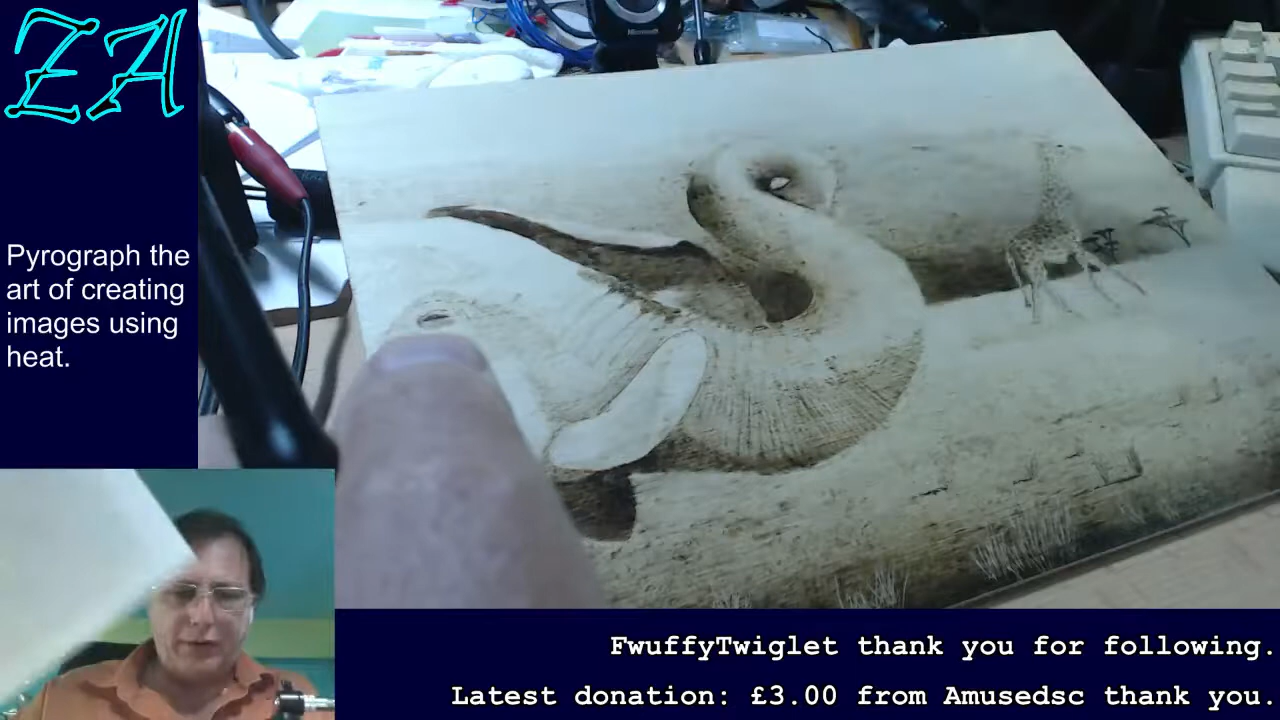 ZA
Microsoft
Pyrograph the
art of creating
images using
heat.
FwuffyTwiglet thank you for following.
Latest donation: £3.00 from Amusedsc thank you.